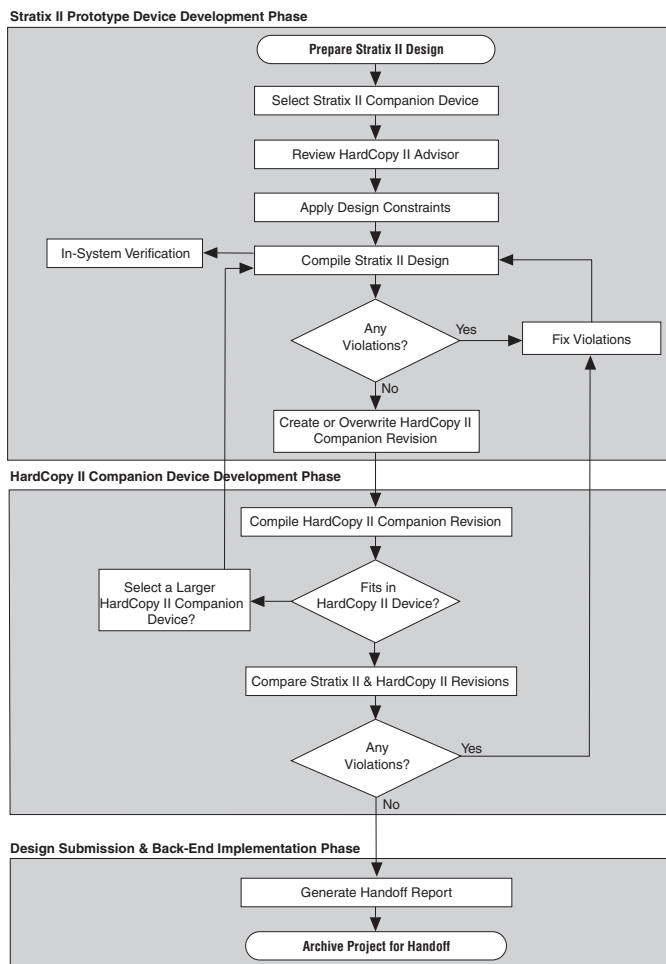 Stratix II Prototype Device Development Phase
Prepare Stratix II Design
Select Stratix II Companion Device
Review HardCopy II Advisor
Apply Design Constraints
In-System Verification
Compile Stratix II Design
Any
Violations?
Yes
Fix Violations
No
Create or Overwrite HardCopy II
Companion Revision
HardCopy II Companion Device Development Phase
Compile HardCopy II Companion Revision
Select a Larger
HardCopy II Companion
Device?
Fits in
HardCopy II Device?
Compare Stratix II & HardCopy II Revisions
Any
Violations?
Yes
No
Design Submission & Back-End Implementation Phase
Generate Handoff Report
Archive Project for Handoff